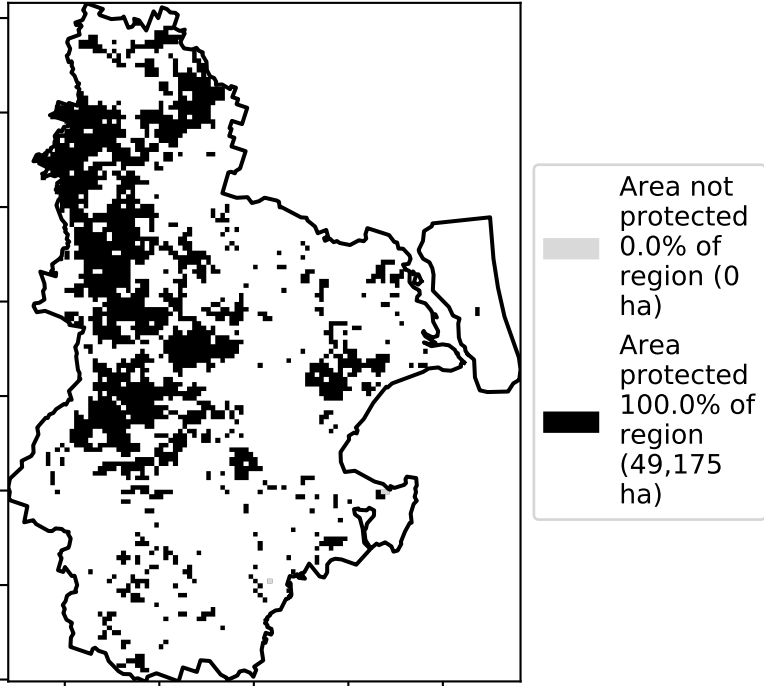 Area not
protected
0.0% of
region (0
ha)
Area
protected
100.0% of
region
(49,175
ha)